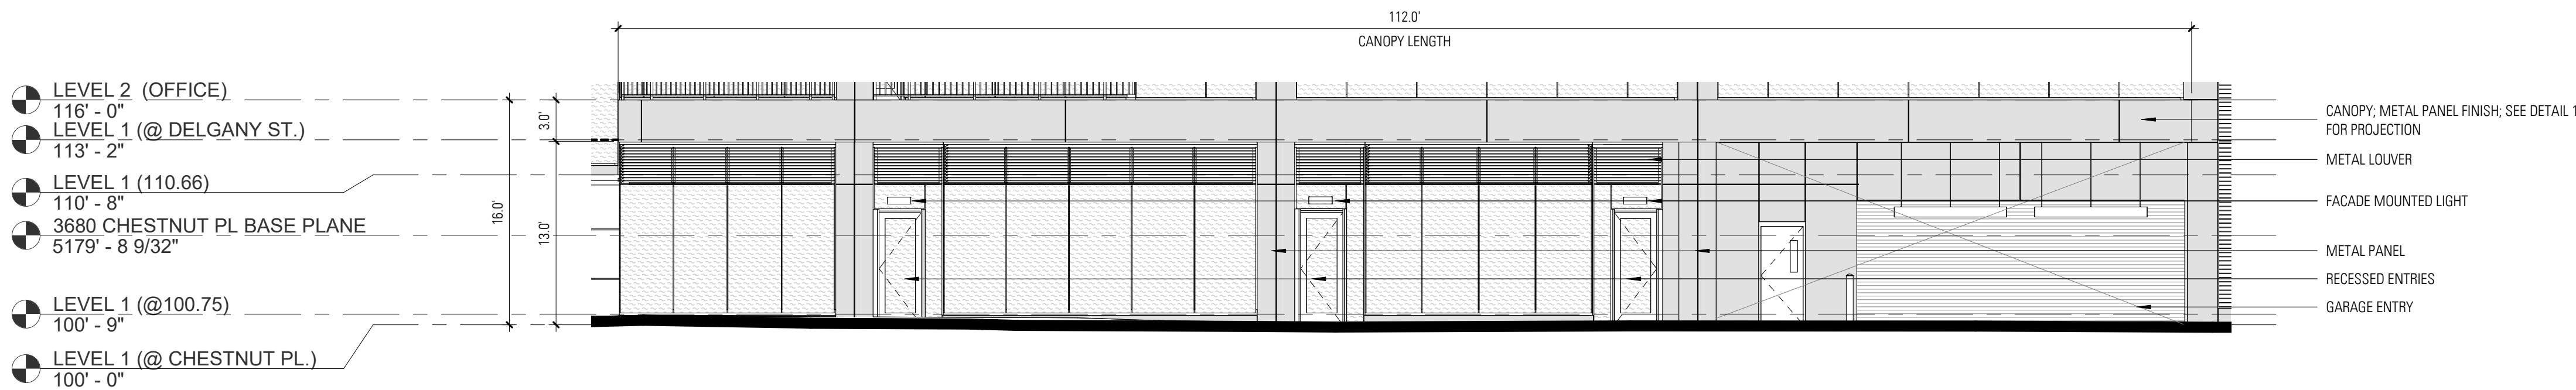 112.0'
CANOPY LENGTH
LEVEL 2 (OFFICE)
116' - 0"
LEVEL 1 (@ DELGANY ST.)
113' - 2"
LEVEL 1 (110.66)
110' - 8"
3680 CHESTNUT PL BASE PLANE
5179' - 8 9/32"
LEVEL 1 (@100.75)
100' - 9"
LEVEL 1 (@ CHESTNUT PL.)
100' - 0"
16.0'
3.0'
13.0'
CANOPY; METAL PANEL FINISH; SEE DETAIL 1
FOR PROJECTION
METAL LOUVER
FACADE MOUNTED LIGHT
METAL PANEL
RECESSED ENTRIES
GARAGE ENTRY